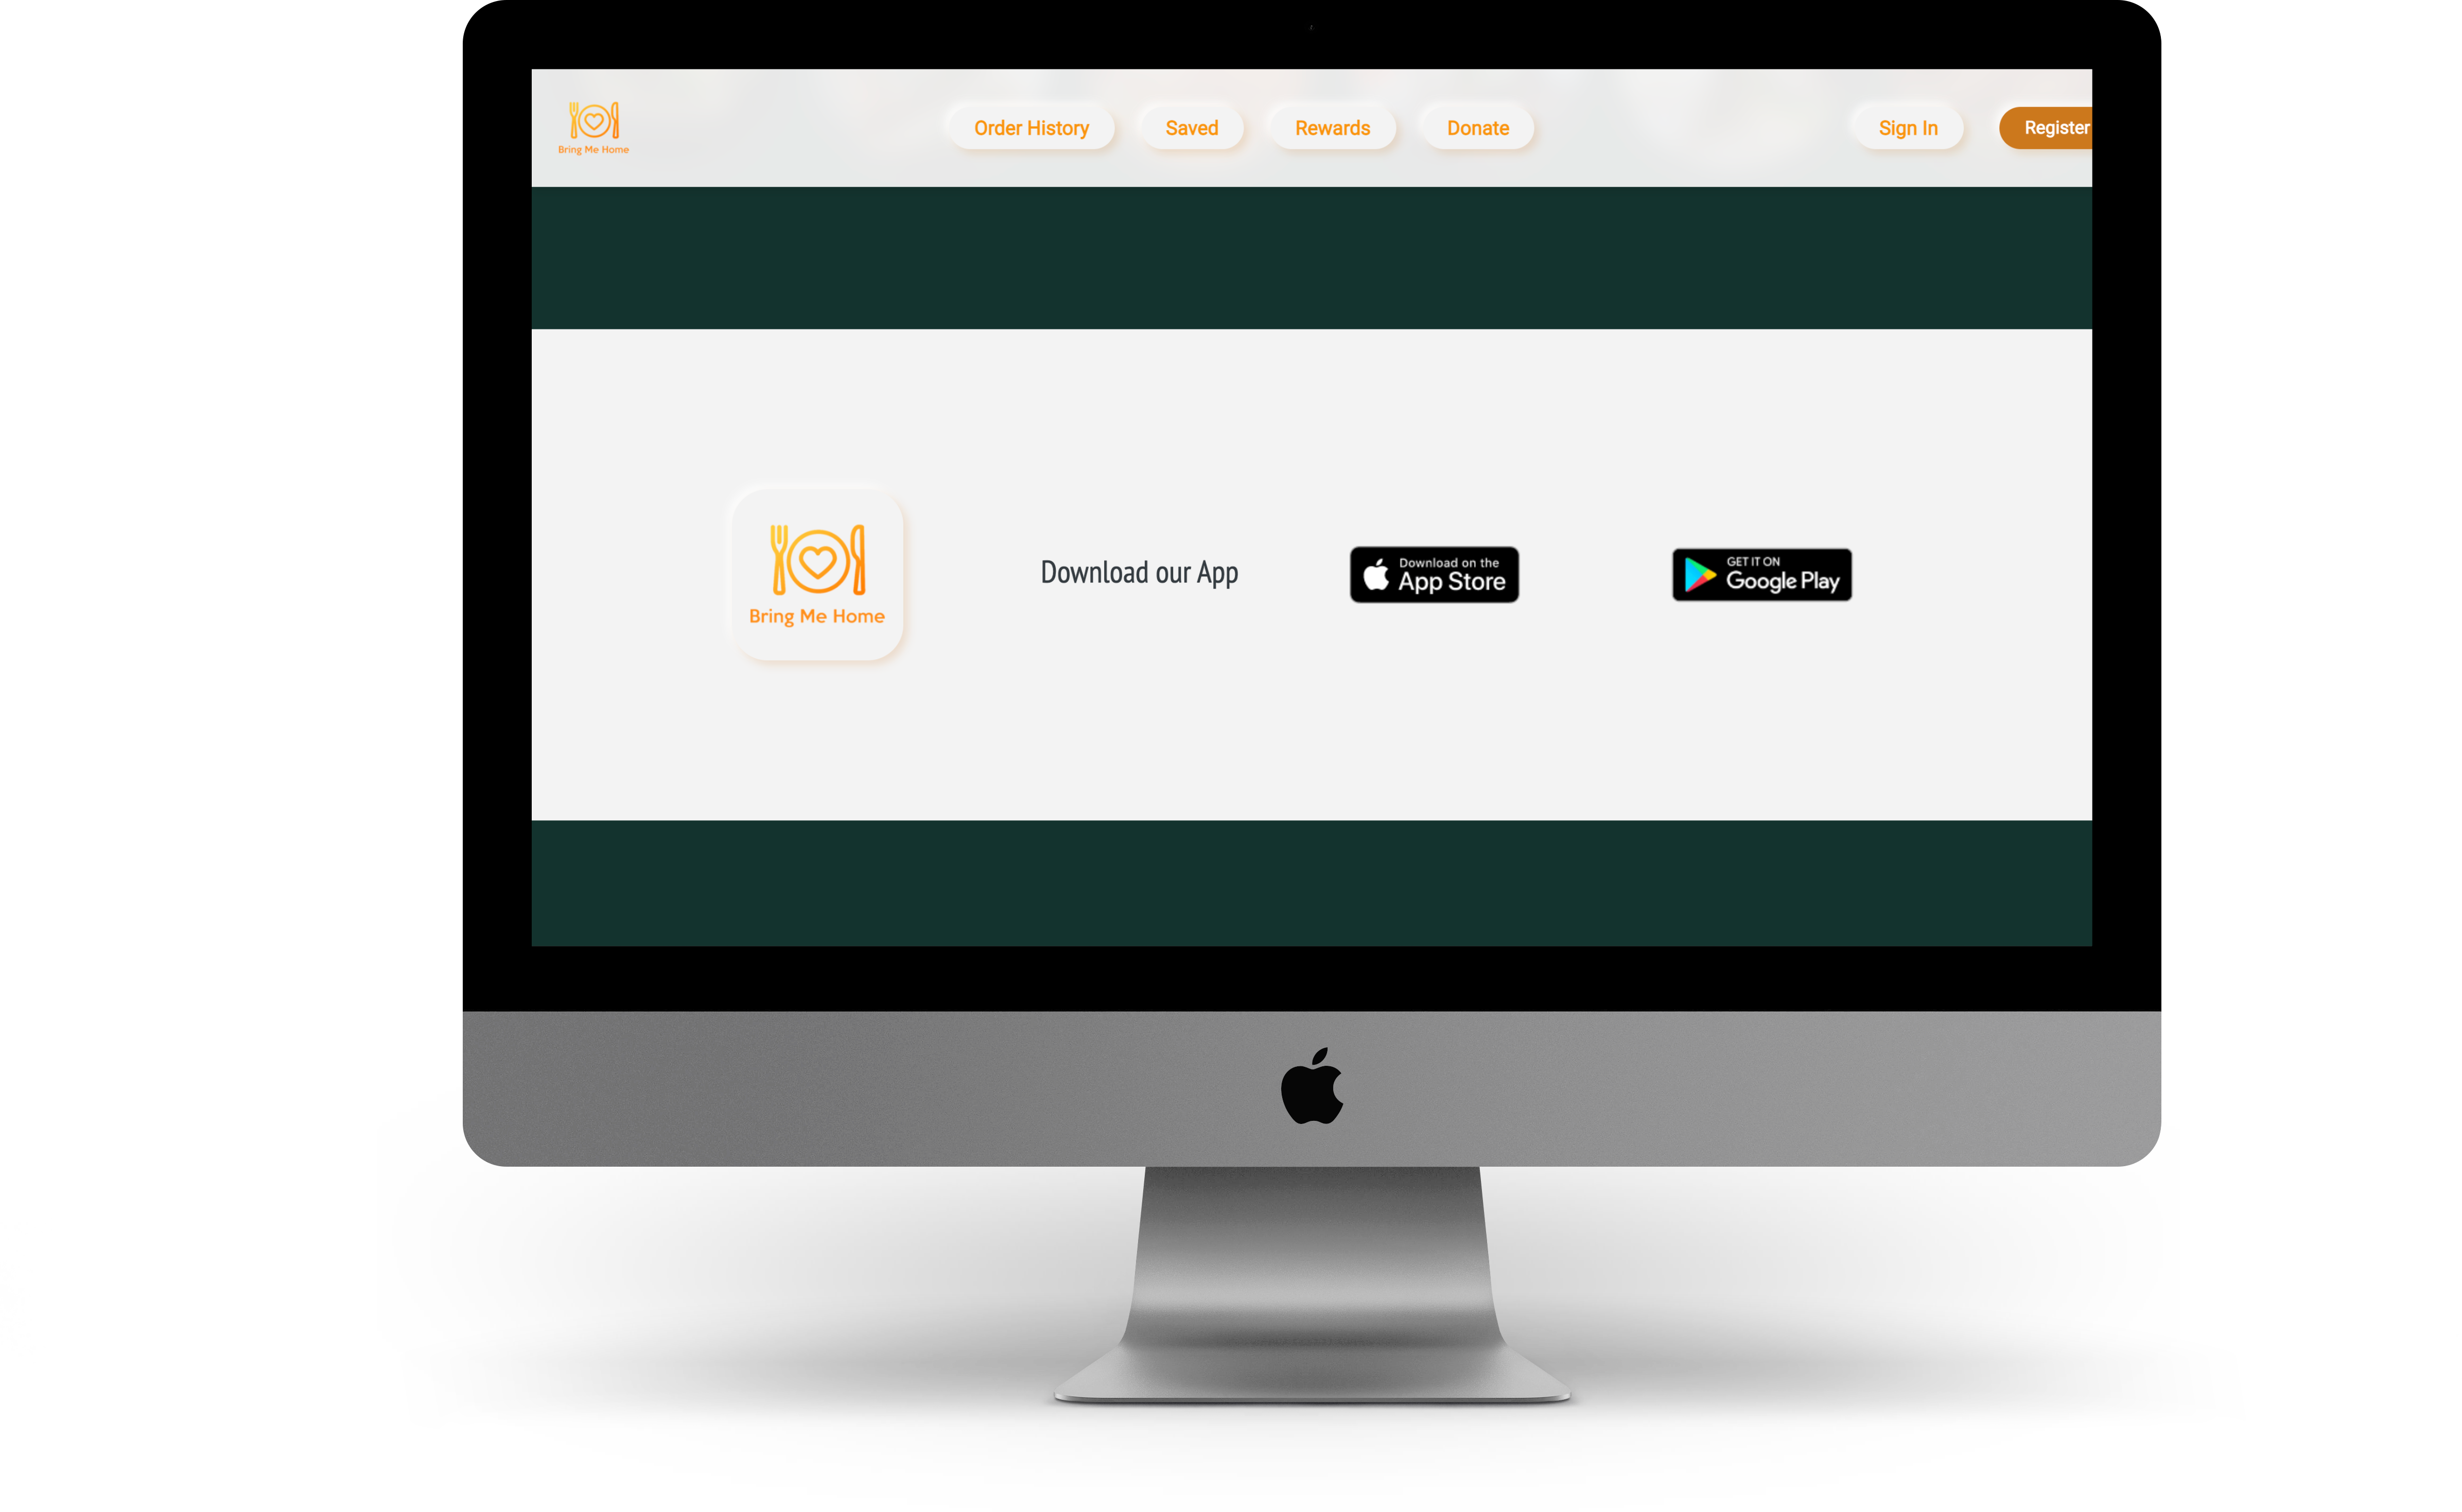 Bring Me Home
Order History
Saved
Rewards
Donate
Sign In
Register
Bring Me Home
Download our App
Download on the
App Store
GET IT ON
Google Play